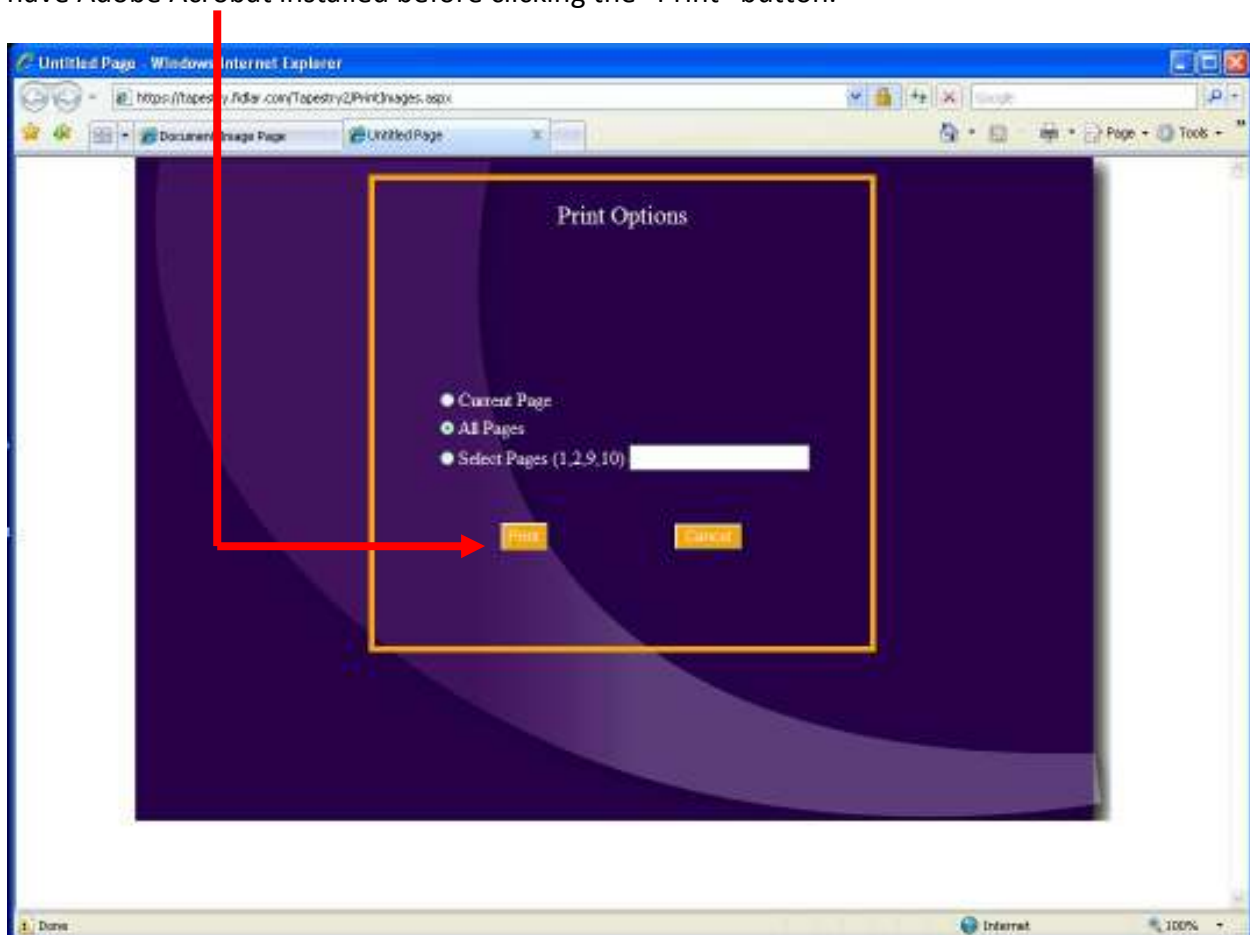 have Adobe Acrobat installed before clicking the "Print" button.
Untitled Page - Windows Internet Explorer
https://tapestry.fidlar.com/Tapestry2/PrintImages.aspx
Google
Document Image Page
Untitled Page
Page
Tools
Print Options
Current Page
All Pages
Select Pages (1,2,9,10)
Print
Cancel
Done
Internet
100%